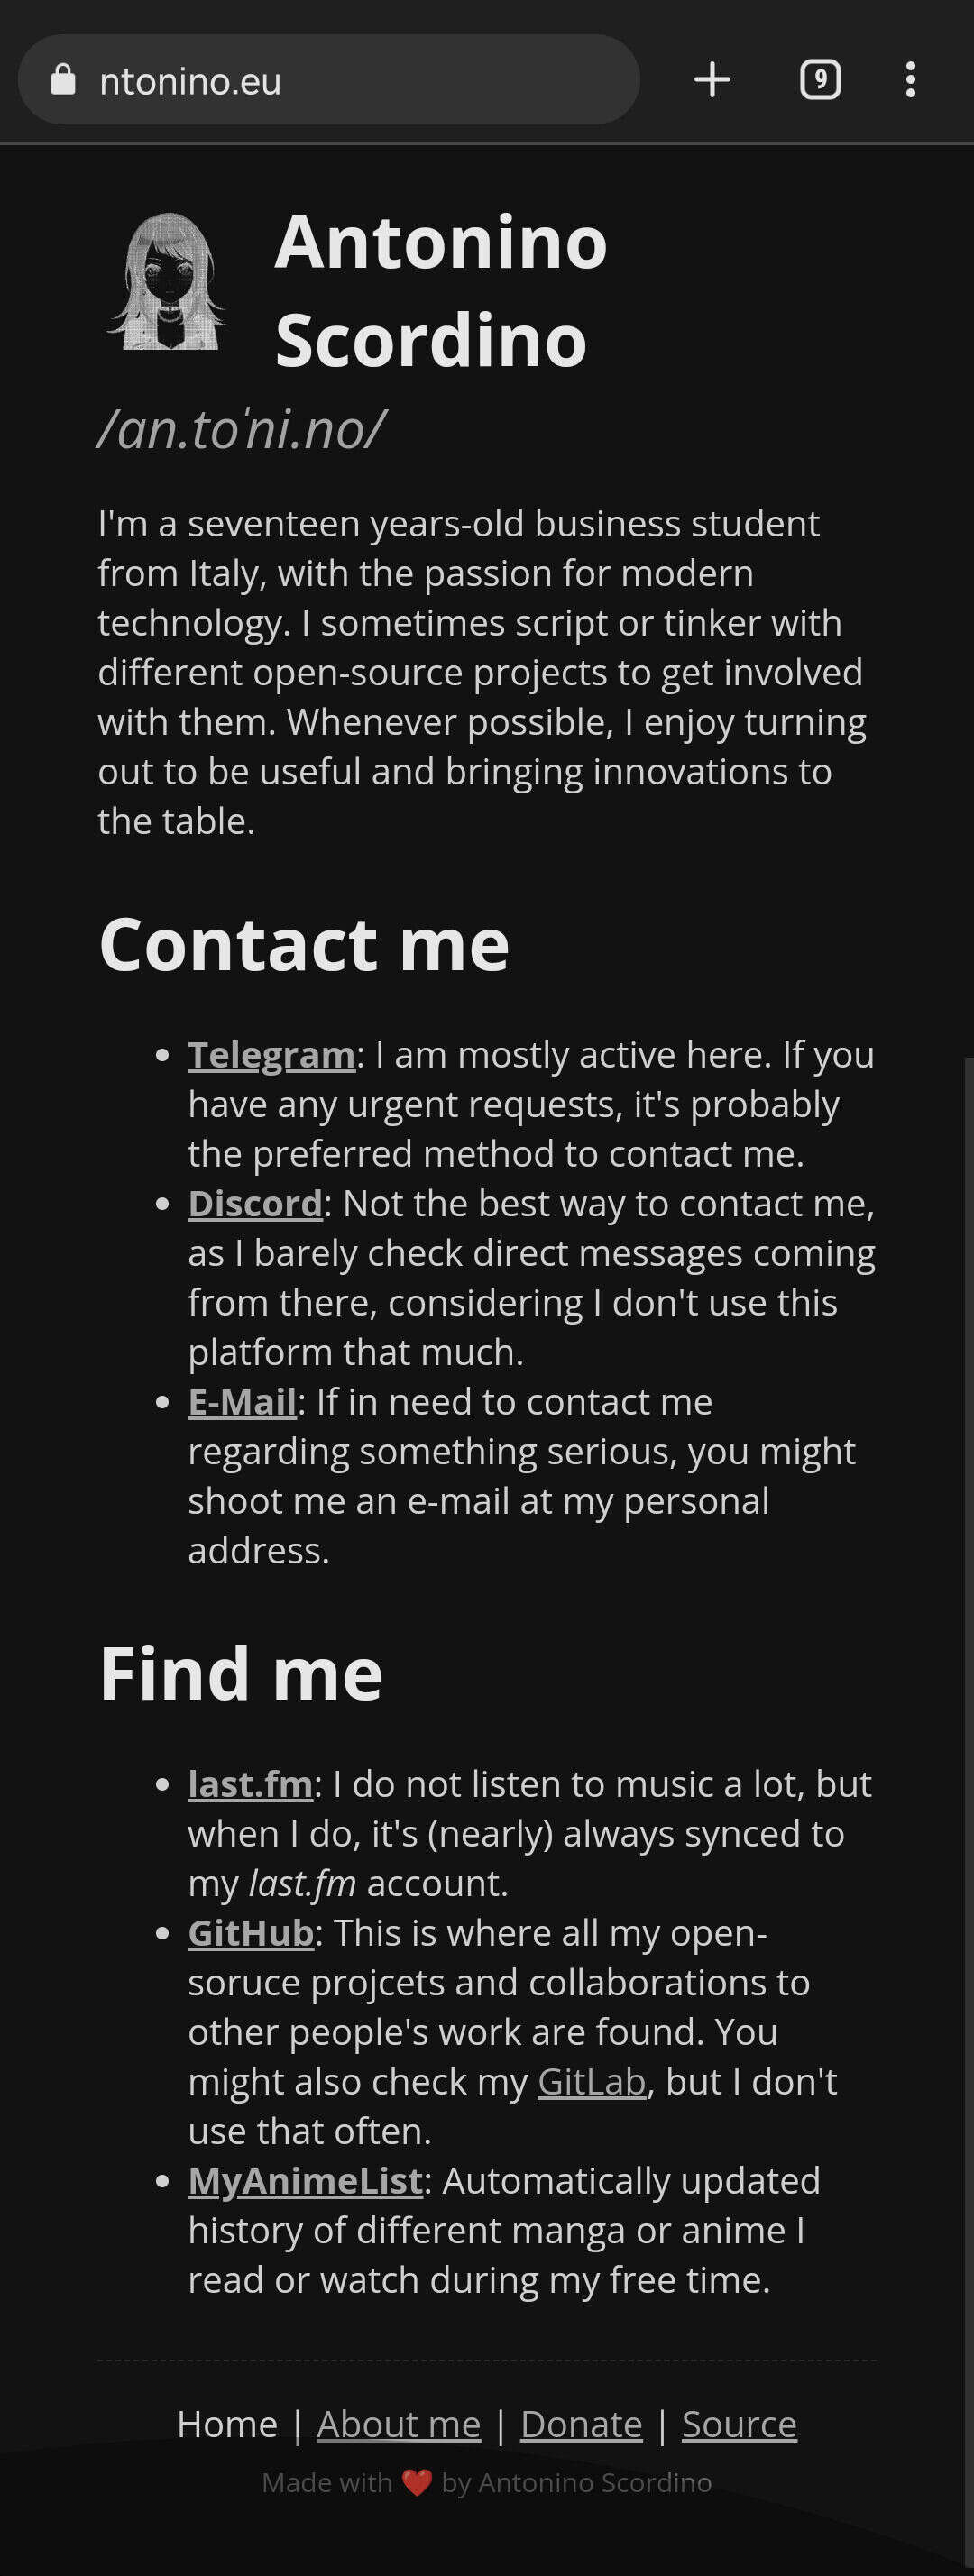 ntonino.eu
9
Antonino
Scordino
/an.toˈni.no/
I'm a seventeen years-old business student
from Italy, with the passion for modern
technology. I sometimes script or tinker with
different open-source projects to get involved
with them. Whenever possible, I enjoy turning
out to be useful and bringing innovations to
the table.
Contact me
• Telegram: I am mostly active here. If you
have any urgent requests, it's probably
the preferred method to contact me.
• Discord: Not the best way to contact me,
as I barely check direct messages coming
from there, considering I don't use this
platform that much.
• E-Mail: If in need to contact me
regarding something serious, you might
shoot me an e-mail at my personal
address.
Find me
• last.fm: I do not listen to music a lot, but
when I do, it's (nearly) always synced to
my last.fm account.
• GitHub: This is where all my open-
soruce projcets and collaborations to
other people's work are found. You
might also check my GitLab, but I don't
use that often.
• MyAnimeList: Automatically updated
history of different manga or anime I
read or watch during my free time.
Home | About me | Donate | Source
Made with ❤️ by Antonino Scordino